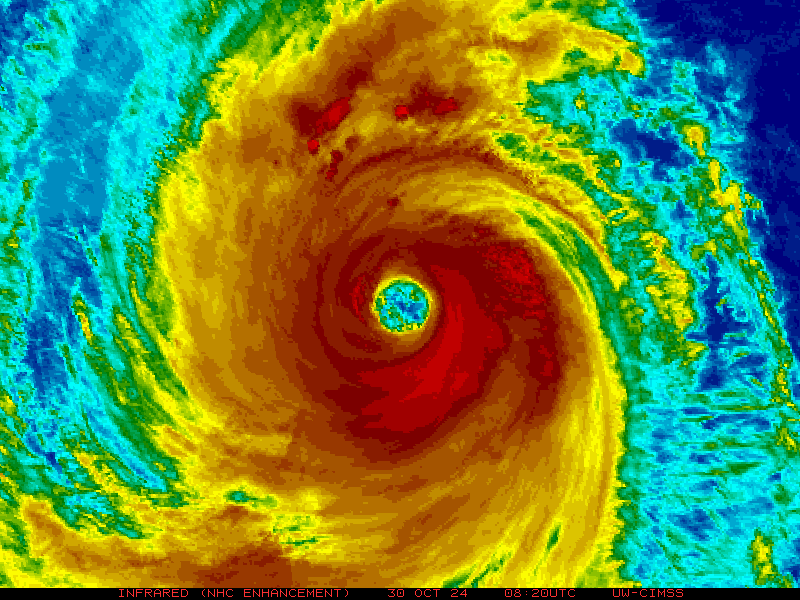 INFRARED (NHC ENHANCEMENT) 30 OCT 24 08:20UTC UW-CIMSS